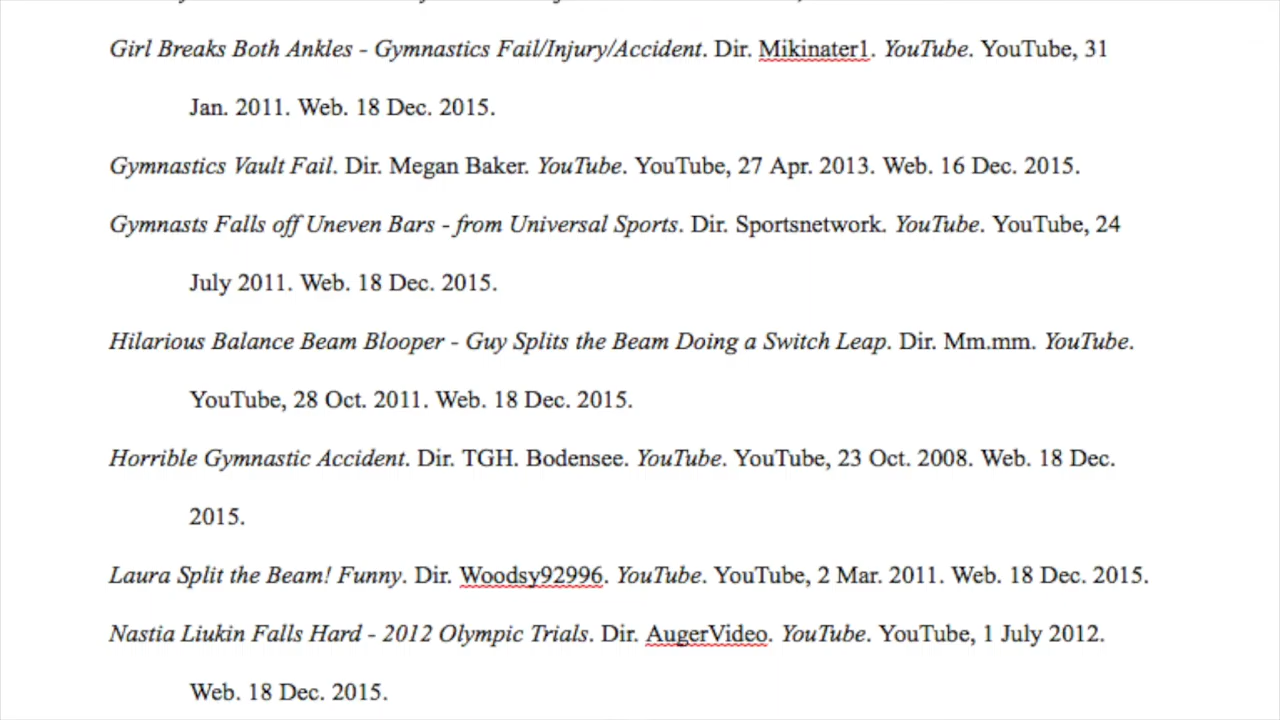 Girl Breaks Both Ankles - Gymnastics Fail/Injury/Accident. Dir. Mikinater1. YouTube. YouTube, 31
Jan. 2011. Web. 18 Dec. 2015.
Gymnastics Vault Fail. Dir. Megan Baker. YouTube. YouTube, 27 Apr. 2013. Web. 16 Dec. 2015.
Gymnasts Falls off Uneven Bars - from Universal Sports. Dir. Sportsnetwork. YouTube. YouTube, 24
July 2011. Web. 18 Dec. 2015.
Hilarious Balance Beam Blooper - Guy Splits the Beam Doing a Switch Leap. Dir. Mm.mm. YouTube.
YouTube, 28 Oct. 2011. Web. 18 Dec. 2015.
Horrible Gymnastic Accident. Dir. TGH. Bodensee. YouTube. YouTube, 23 Oct. 2008. Web. 18 Dec.
2015.
Laura Split the Beam! Funny. Dir. Woodsy92996. YouTube. YouTube, 2 Mar. 2011. Web. 18 Dec. 2015.
Nastia Liukin Falls Hard - 2012 Olympic Trials. Dir. AugerVideo. YouTube. YouTube, 1 July 2012.
Web. 18 Dec. 2015.